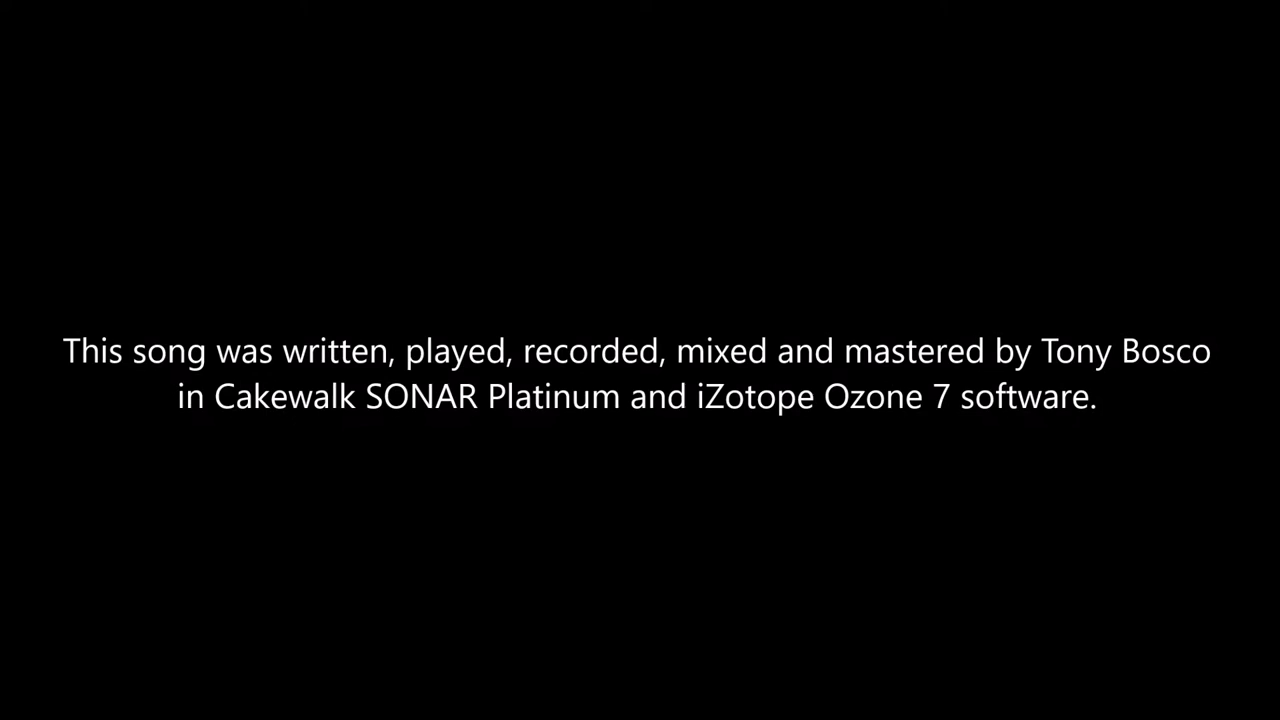 This song was written, played, recorded, mixed and mastered by Tony Bosco
in Cakewalk SONAR Platinum and iZotope Ozone 7 software.